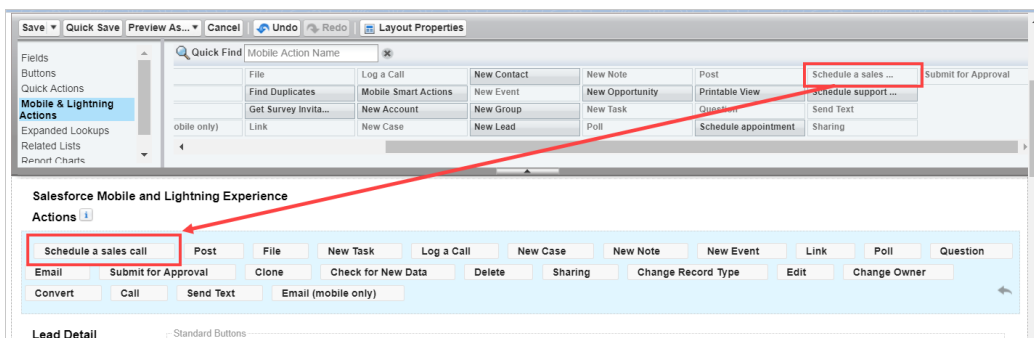 Save Quick Save Preview As... Cancel Undo Redo Layout Properties
Fields
Buttons
Quick Actions
Mobile & Lightning
Actions
Expanded Lookups
Related Lists
Report Charts
Quick Find Mobile Action Name
File Log a Call New Contact New Note Post Schedule a sales ... Submit for Approval
Find Duplicates Mobile Smart Actions New Event New Opportunity Printable View Schedule support ...
Get Survey Invita... New Account New Group New Task Question Send Text
obile only) Link New Case New Lead Poll Schedule appointment Sharing
Salesforce Mobile and Lightning Experience
Actions i
Schedule a sales call Post File New Task Log a Call New Case New Note New Event Link Poll Question
Email Submit for Approval Clone Check for New Data Delete Sharing Change Record Type Edit Change Owner
Convert Call Send Text Email (mobile only)
Lead Detail Standard Buttons